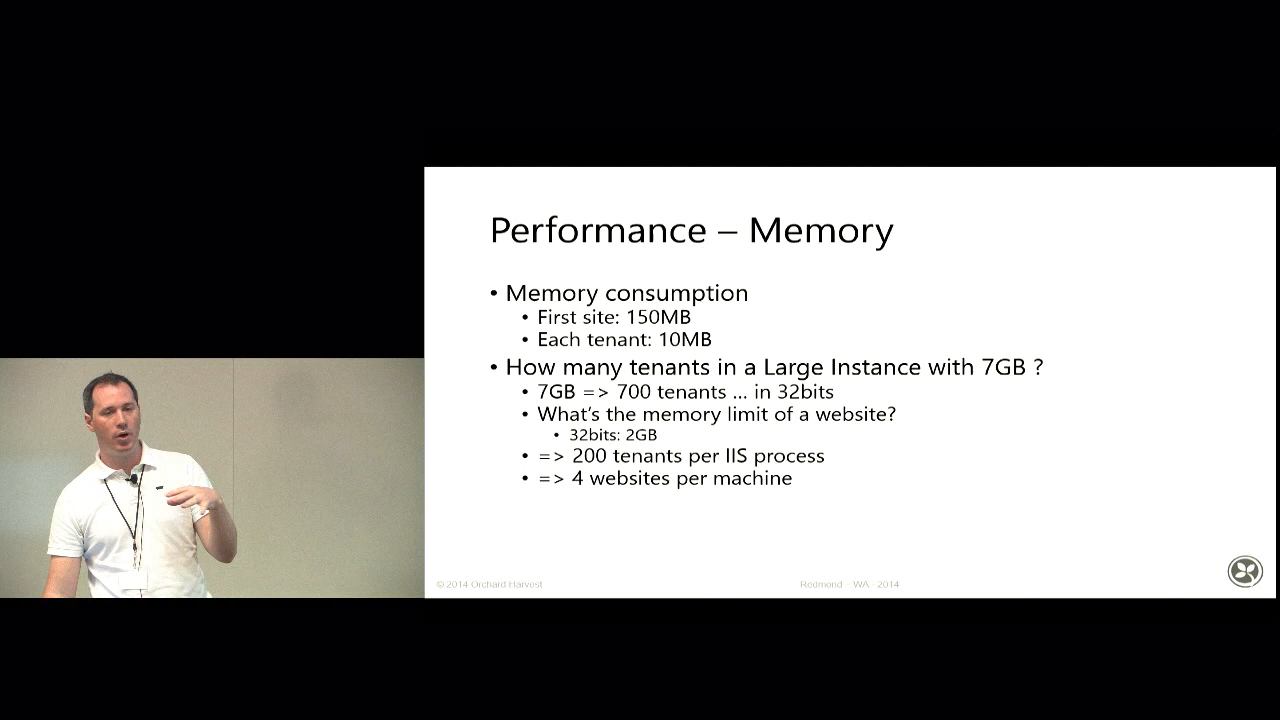 Performance – Memory
• Memory consumption
• First site: 150MB
• Each tenant: 10MB
• How many tenants in a Large Instance with 7GB ?
• 7GB => 700 tenants ... in 32bits
• What's the memory limit of a website?
• 32bits: 2GB
• => 200 tenants per IIS process
• => 4 websites per machine
© 2014 Orchard Harvest
Redmond - WA - 2014